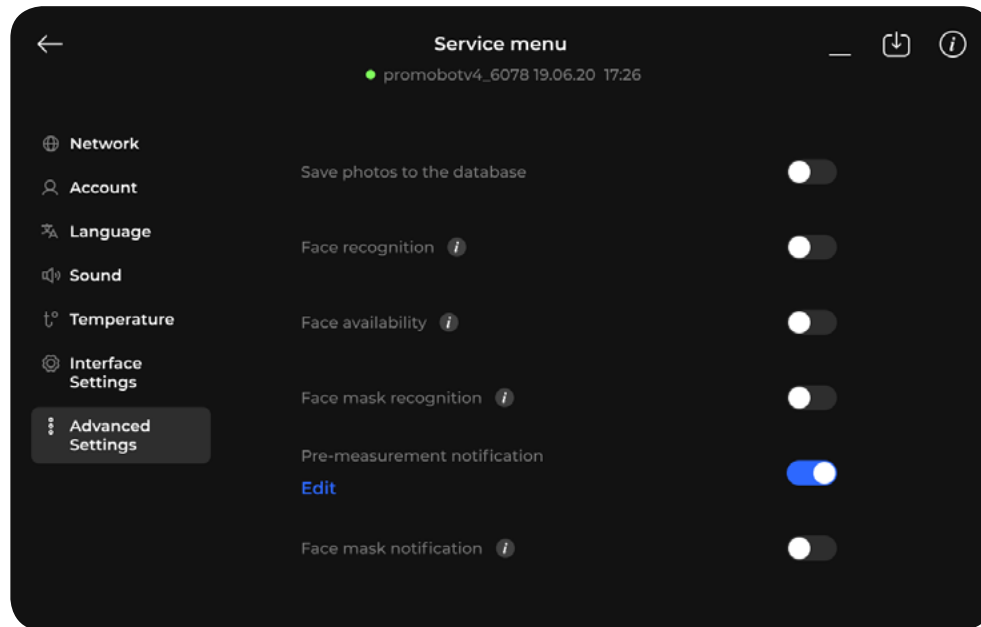 Service menu
promobotv4_6078 19.06.20 17:26
Network
Account
Language
Sound
t° Temperature
Interface
Settings
Advanced
Settings
Save photos to the database
Face recognition i
Face availability i
Face mask recognition i
Pre-measurement notification
Edit
Face mask notification i